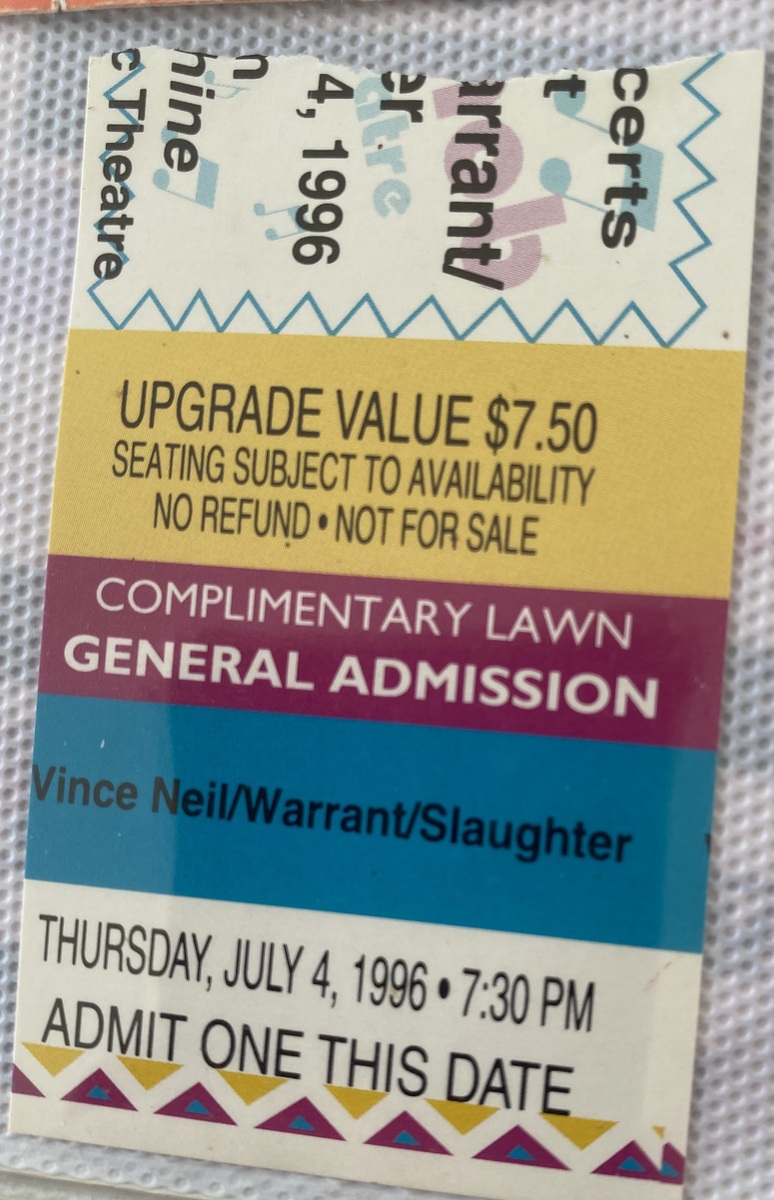 certs
t
arrant/
er
atre
4, 1996
n
hine
c Theatre
UPGRADE VALUE $7.50
SEATING SUBJECT TO AVAILABILITY
NO REFUND • NOT FOR SALE
COMPLIMENTARY LAWN
GENERAL ADMISSION
Vince Neil/Warrant/Slaughter
THURSDAY, JULY 4, 1996 • 7:30 PM
ADMIT ONE THIS DATE